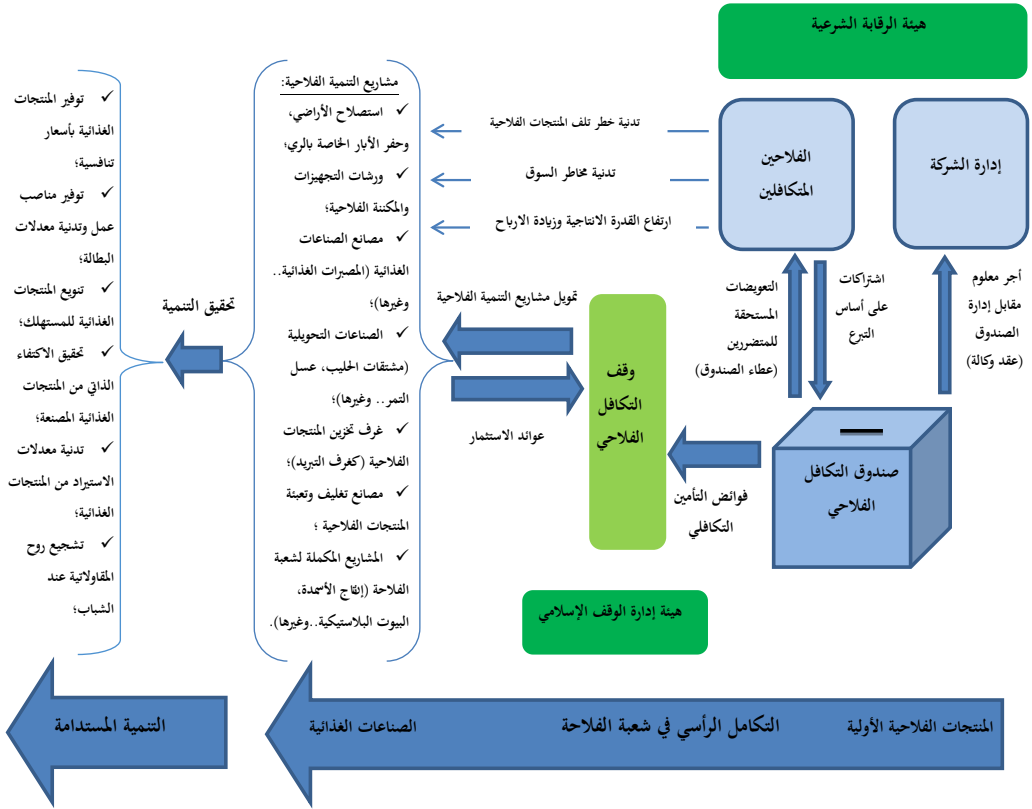 هيئة الرقابة الشرعية
إدارة الشركة
الفلاحين
المتكافلين
أجر معلوم
مقابل إدارة
الصندوق
(عقد وكالة)
اشتراكات
على أساس
التبرع
التعويضات
المستحقة
للمتضررين
(عطاء الصندوق)
صندوق التكافل
الفلاحي
فوائض التأمين
التكافلي
وقف
التكافل
الفلاحي
هيئة إدارة الوقف الإسلامي
تدنية خطر تلف المنتجات الفلاحية
تدنية مخاطر السوق
ارتفاع القدرة الانتاجية وزيادة الارباح
تمويل مشاريع التنمية الفلاحية
عوائد الاستثمار
مشاريع التنمية الفلاحية:
✓ استصلاح الأراضي،
وحفر الأبار الخاصة بالري؛
✓ ورشات التجهيزات
والمكننة الفلاحية؛
✓ مصانع الصناعات
الغذائية (المصبرات الغذائية..
وغيرها)؛
✓ الصناعات التحويلية
(مشتقات الحليب، عسل
التمر.. وغيرها)؛
✓ غرف تخزين المنتجات
الفلاحية (كغرف التبريد)؛
✓ مصانع تغليف وتعبئة
المنتجات الفلاحية ؛
✓ المشاريع المكملة لشعبة
الفلاحة (إنتاج الأسمدة،
البيوت البلاستيكية..وغيرها).
تحقيق التنمية
✓ توفير المنتجات
الغذائية بأسعار
تنافسية؛
✓ توفير مناصب
عمل وتدنية معدلات
البطالة؛
✓ تنويع المنتجات
الغذائية للمستهلك؛
✓ تحقيق الاكتفاء
الذاتي من المنتجات
الغذائية المصنعة؛
✓ تدنية معدلات
الاستيراد من المنتجات
الغذائية؛
✓ تشجيع روح
المقاولاتية عند
الشباب؛
المنتجات الفلاحية الأولية
التكامل الرأسي في شعبة الفلاحة
الصناعات الغذائية
التنمية المستدامة